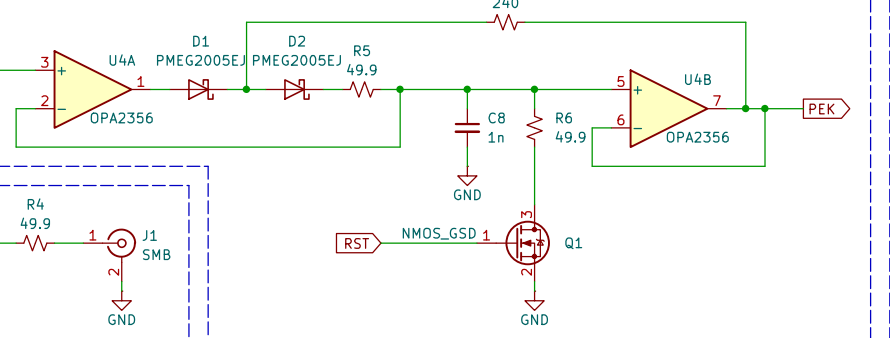 240
D1
D2
PMEG2005EJ
PMEG2005EJ
U4A
3
+
1
2
−
OPA2356
R5
49.9
C8
1n
GND
R6
49.9
5
+
U4B
7
6
−
OPA2356
PEK
R4
49.9
1
J1
SMB
2
GND
RST
NMOS_GSD
1
3
Q1
2
GND